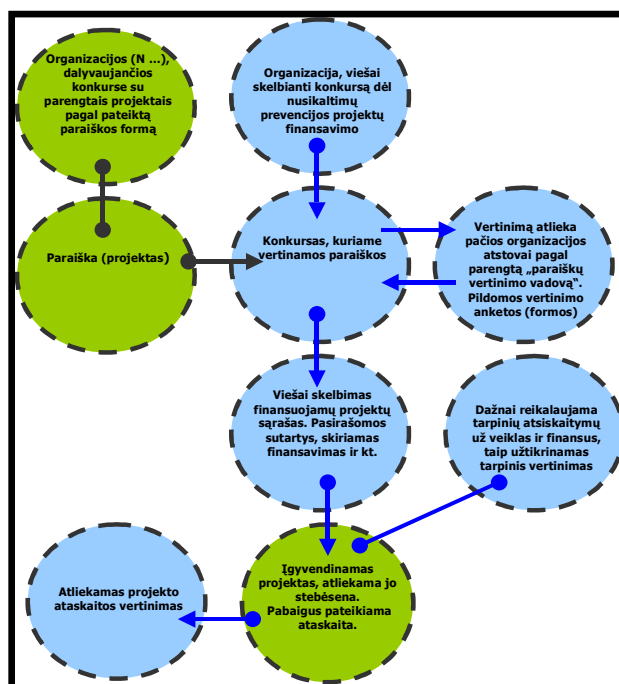 Organizacijos (N ...),
dalyvaujančios
konkurse su
parengtais projektais
pagal pateiktą
paraiškos formą
Organizacija, viešai
skelbianti konkursą dėl
nusikaltimų
prevencijos projektų
finansavimo
Paraiška (projektas)
Konkursas, kuriame
vertinamos paraiškos
Vertinimą atlieka
pačios organizacijos
atstovai pagal
parengtą „paraiškų
vertinimo vadovą“.
Pildomos vertinimo
anketos (formos)
Viešai skelbimas
finansuojamų projektų
sąrašas. Pasirašomos
sutartys, skiriamas
finansavimas ir kt.
Dažnai reikalaujama
tarpinių atsiskaitymų
už veiklas ir finansus,
taip užtikrinamas
tarpinis vertinimas
Atliekamas projekto
ataskaitos vertinimas
Įgyvendinamas
projektas, atliekama jo
stebėsena.
Pabaigus pateikiama
ataskaita.